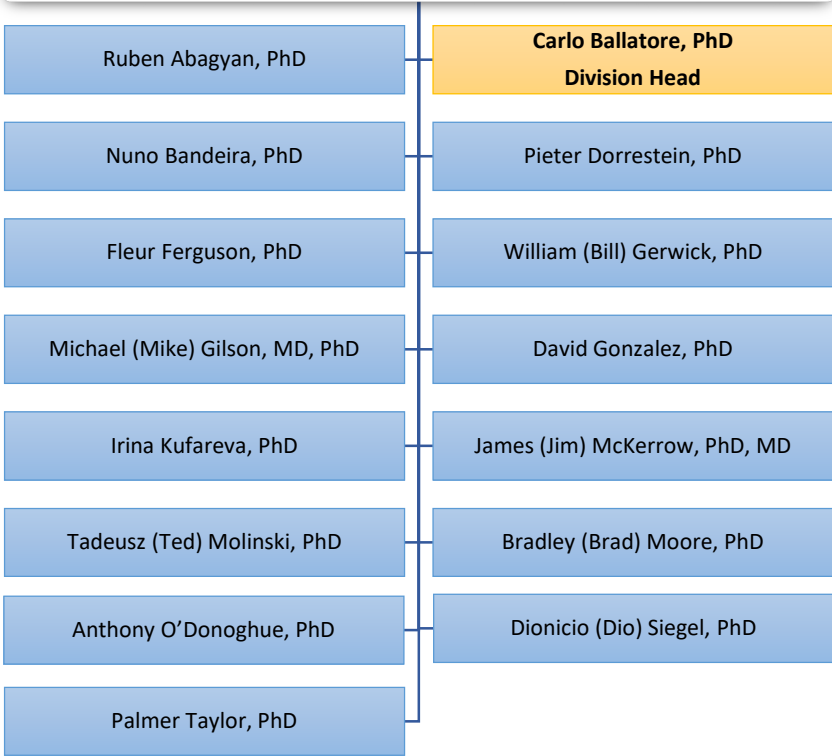 Ruben Abagyan, PhD
Carlo Ballatore, PhD
Division Head
Nuno Bandeira, PhD
Pieter Dorrestein, PhD
Fleur Ferguson, PhD
William (Bill) Gerwick, PhD
Michael (Mike) Gilson, MD, PhD
David Gonzalez, PhD
Irina Kufareva, PhD
James (Jim) McKerrow, PhD, MD
Tadeusz (Ted) Molinski, PhD
Bradley (Brad) Moore, PhD
Anthony O’Donoghue, PhD
Dionicio (Dio) Siegel, PhD
Palmer Taylor, PhD